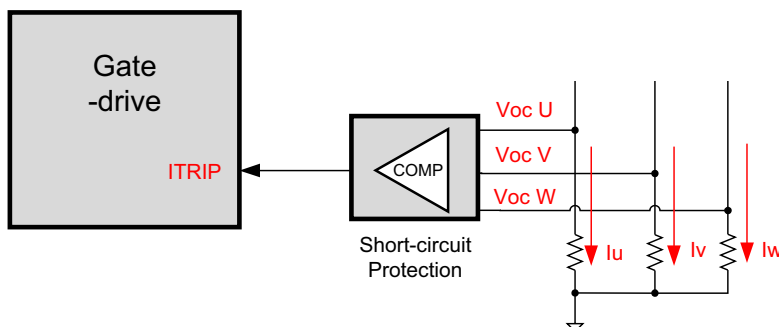 Gate
-drive
ITRIP
COMP
Short-circuit
Protection
Voc U
Voc V
Voc W
Iu
Iv
Iw